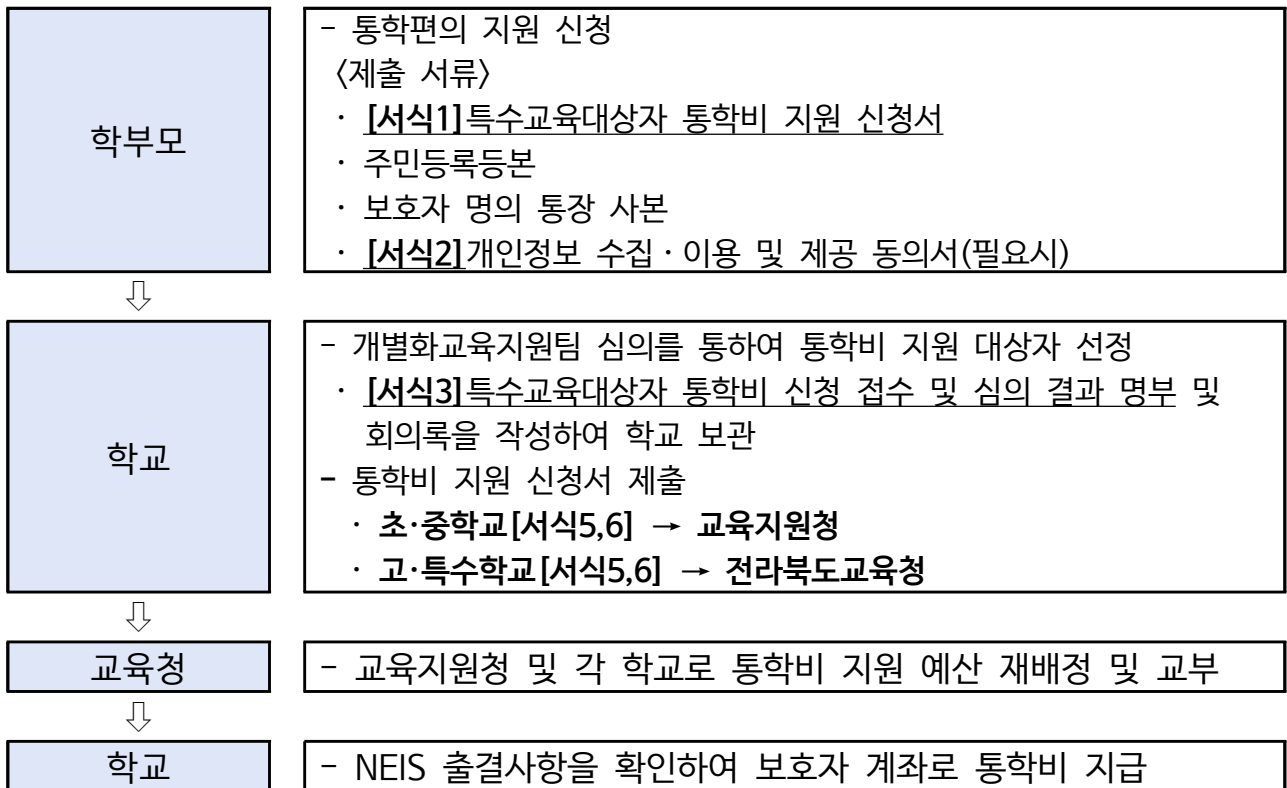 학부모
- 통학편의 지원 신청
〈제출 서류〉
· [서식1]특수교육대상자 통학비 지원 신청서
· 주민등록등본
· 보호자 명의 통장 사본
· [서식2]개인정보 수집·이용 및 제공 동의서(필요시)
⇩
학교
- 개별화교육지원팀 심의를 통하여 통학비 지원 대상자 선정
· [서식3]특수교육대상자 통학비 신청 접수 및 심의 결과 명부 및
회의록을 작성하여 학교 보관
- 통학비 지원 신청서 제출
· 초·중학교[서식5,6] → 교육지원청
· 고·특수학교[서식5,6] → 전라북도교육청
⇩
교육청
- 교육지원청 및 각 학교로 통학비 지원 예산 재배정 및 교부
⇩
학교
- NEIS 출결사항을 확인하여 보호자 계좌로 통학비 지급